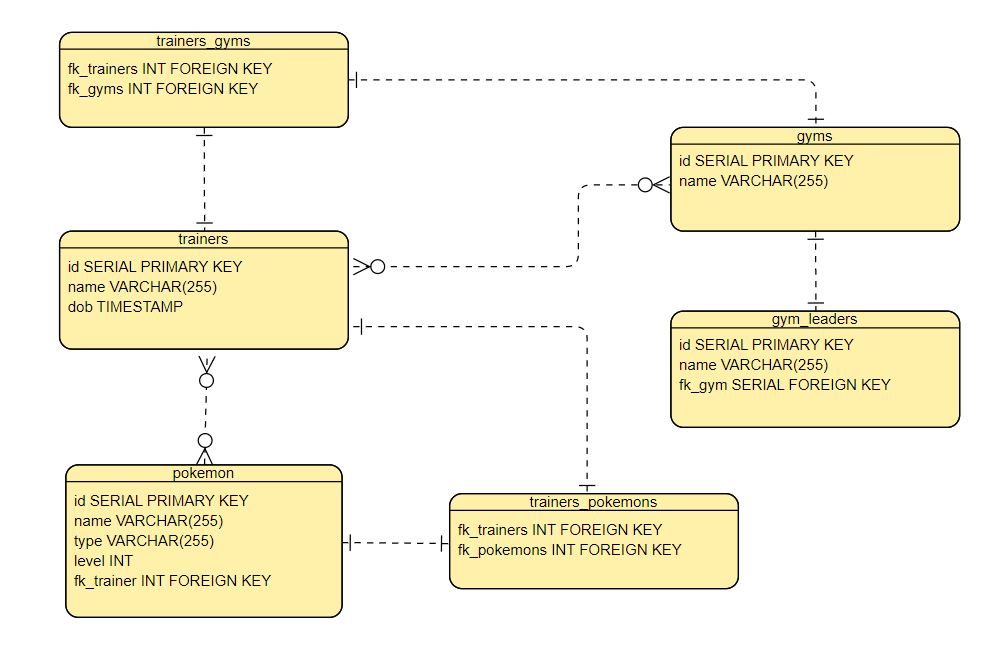 trainers_gyms
fk_trainers INT FOREIGN KEY
fk_gyms INT FOREIGN KEY
gyms
id SERIAL PRIMARY KEY
name VARCHAR(255)
trainers
id SERIAL PRIMARY KEY
name VARCHAR(255)
dob TIMESTAMP
gym_leaders
id SERIAL PRIMARY KEY
name VARCHAR(255)
fk_gym SERIAL FOREIGN KEY
pokemon
id SERIAL PRIMARY KEY
name VARCHAR(255)
type VARCHAR(255)
level INT
fk_trainer INT FOREIGN KEY
trainers_pokemons
fk_trainers INT FOREIGN KEY
fk_pokemons INT FOREIGN KEY